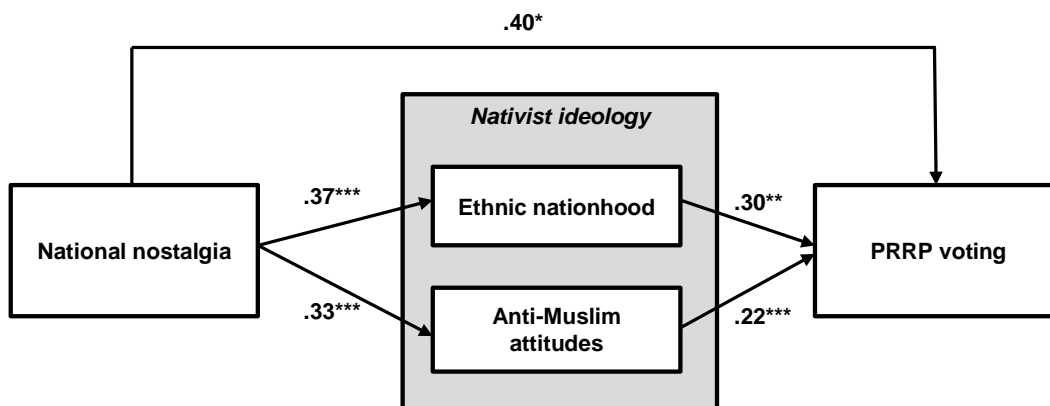 .40*
Nativist ideology
.37***
Ethnic nationhood
.30**
National nostalgia
PRRP voting
.33***
Anti-Muslim
attitudes
.22***